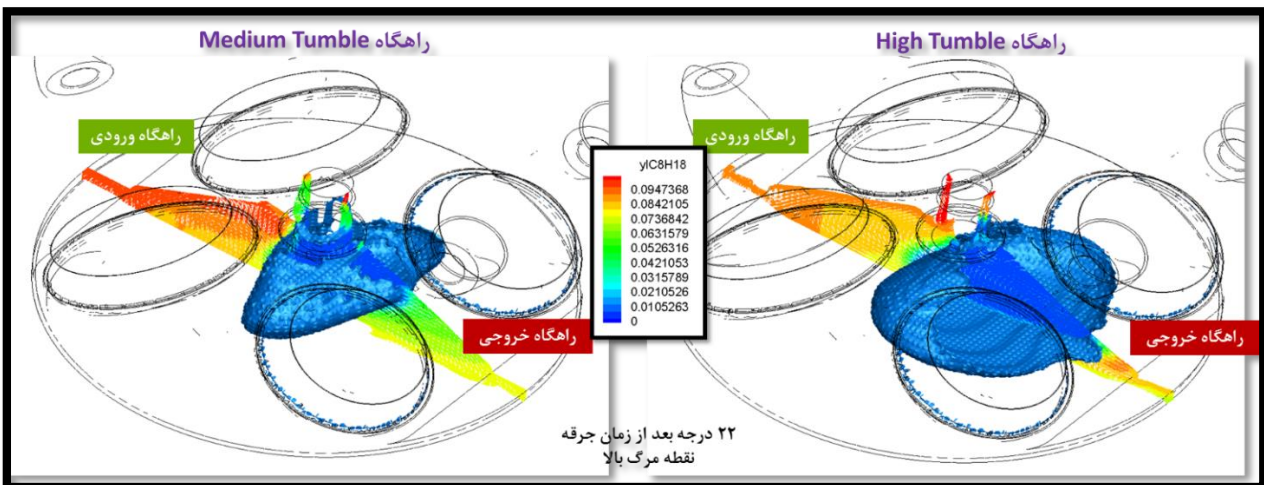 راهگاه Medium Tumble
راهگاه High Tumble
راهگاه ورودی
راهگاه ورودی
yIC8H18
0.0947368
0.0842105
0.0736842
0.0631579
0.0526316
0.0421053
0.0315789
0.0210526
0.0105263
0
راهگاه خروجی
راهگاه خروجی
۲۲ درجه بعد از زمان جرقه
نقطه مرگ بالا